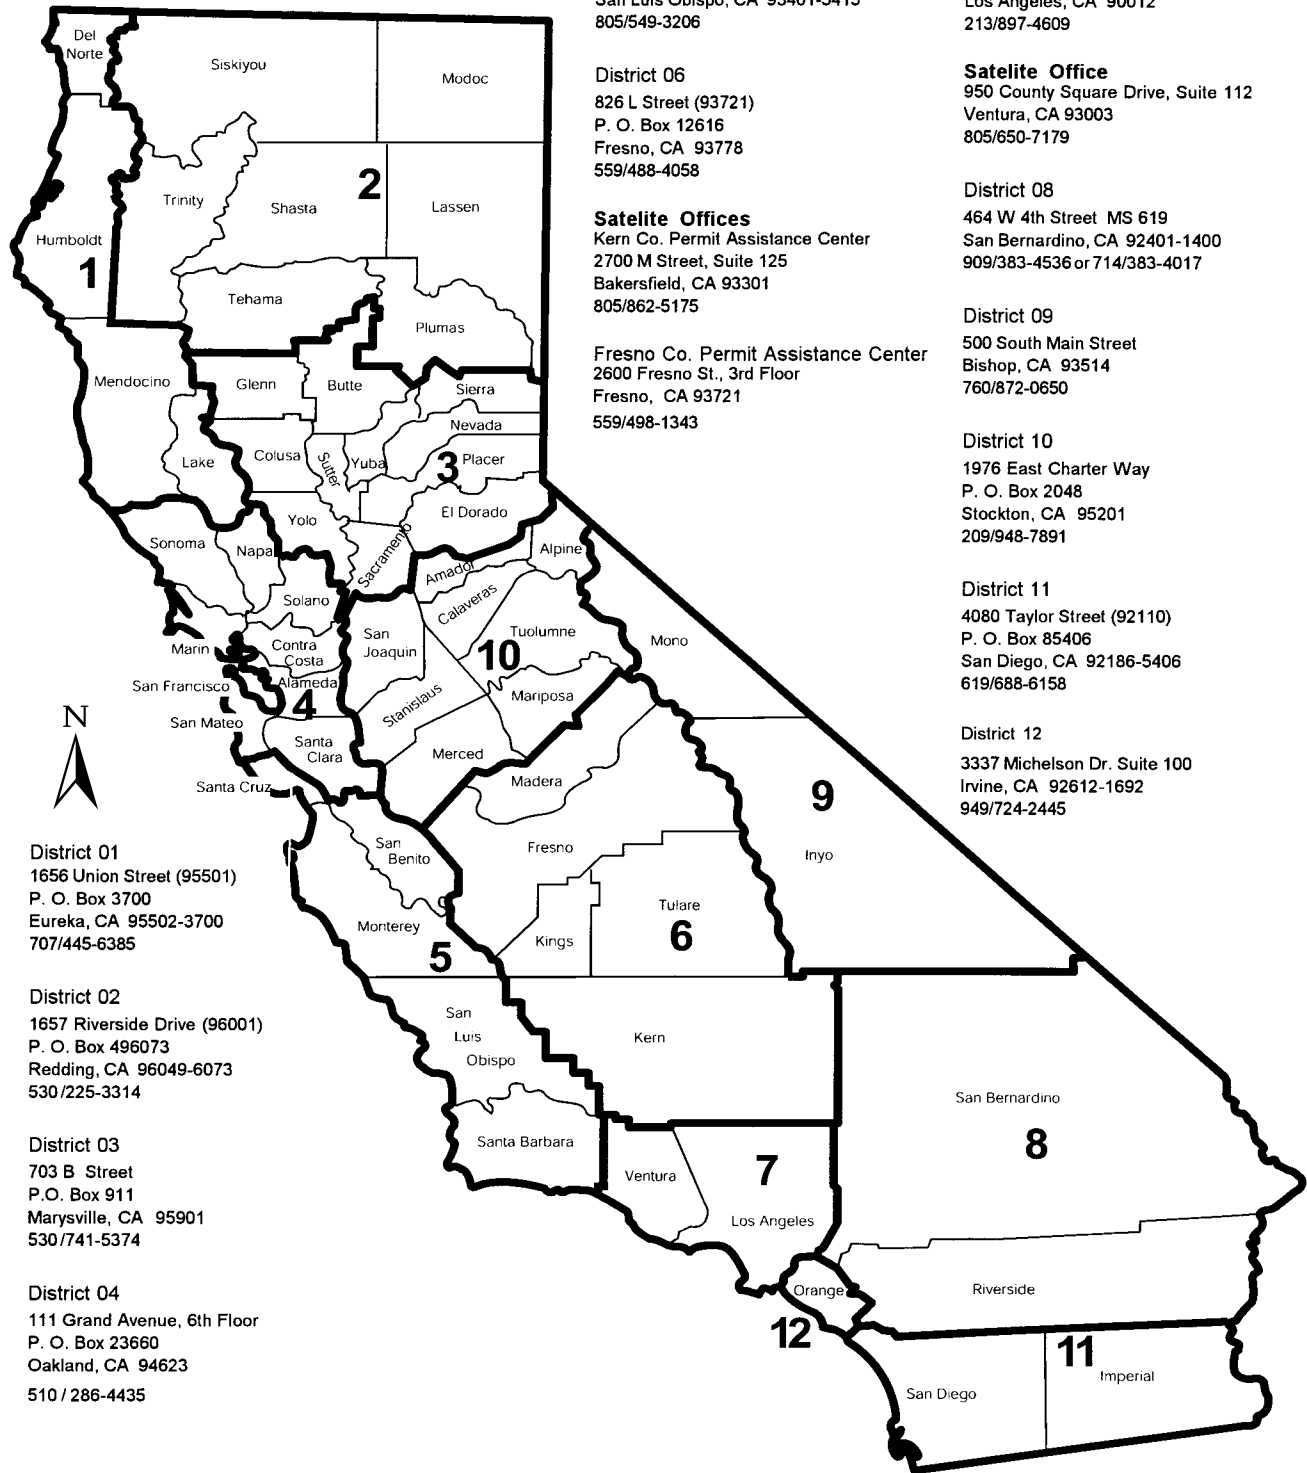 San Luis Obispo, CA 93401-5415
805/549-3206
Los Angeles, CA 90012
213/897-4609
District 06
826 L Street (93721)
P. O. Box 12616
Fresno, CA 93778
559/488-4058
Satelite Offices
Kern Co. Permit Assistance Center
2700 M Street, Suite 125
Bakersfield, CA 93301
805/862-5175
Fresno Co. Permit Assistance Center
2600 Fresno St., 3rd Floor
Fresno, CA 93721
559/498-1343
Satelite Office
950 County Square Drive, Suite 112
Ventura, CA 93003
805/650-7179
District 08
464 W 4th Street MS 619
San Bernardino, CA 92401-1400
909/383-4536 or 714/383-4017
District 09
500 South Main Street
Bishop, CA 93514
760/872-0650
District 10
1976 East Charter Way
P. O. Box 2048
Stockton, CA 95201
209/948-7891
District 11
4080 Taylor Street (92110)
P. O. Box 85406
San Diego, CA 92186-5406
619/688-6158
District 12
3337 Michelson Dr. Suite 100
Irvine, CA 92612-1692
949/724-2445
Del
Norte
Siskiyou
Modoc
Trinity
Shasta
2
Lassen
Humboldt
1
Tehama
Plumas
Mendocino
Glenn
Butte
Sierra
Nevada
Lake
Colusa
Sutter
Yuba
3
Placer
Yolo
El Dorado
Sonoma
Napa
Sacramento
Alpine
Amador
Solano
Calaveras
Marin
Contra
Costa
San
Joaquin
Tuolumne
Mono
10
San Francisco
Alameda
4
Stanislaus
Mariposa
N
San Mateo
Santa
Clara
Merced
Madera
Santa Cruz
9
San
Benito
Fresno
Inyo
Monterey
5
Kings
Tulare
6
San
Luis
Obispo
Kern
San Bernardino
8
Santa Barbara
Ventura
7
Los Angeles
Orange
12
Riverside
11
San Diego
Imperial
District 01
1656 Union Street (95501)
P. O. Box 3700
Eureka, CA 95502-3700
707/445-6385
District 02
1657 Riverside Drive (96001)
P. O. Box 496073
Redding, CA 96049-6073
530/225-3314
District 03
703 B Street
P.O. Box 911
Marysville, CA 95901
530/741-5374
District 04
111 Grand Avenue, 6th Floor
P. O. Box 23660
Oakland, CA 94623
510 / 286-4435